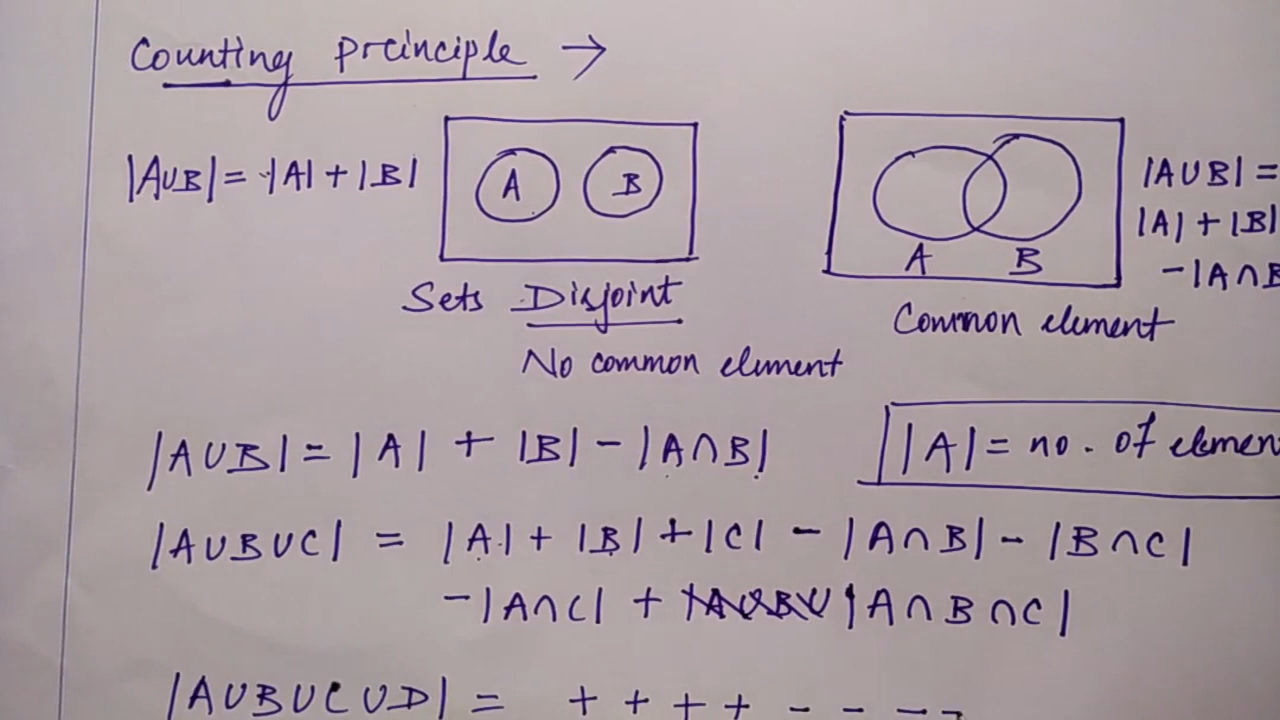 Counting Principle →
|A∪B| = |A| + |B|
A B
Sets Disjoint
No common element
A B
Common element
|A∪B| =
|A| + |B|
- |A∩B
|A∪B| = |A| + |B| - |A∩B|
|A| = no. of elemen
|A∪B∪C| = |A| + |B| + |C| - |A∩B| - |B∩C|
- |A∩C| + |A∩B∩C|
|A∪B∪C∪D| = + + + + - - - -